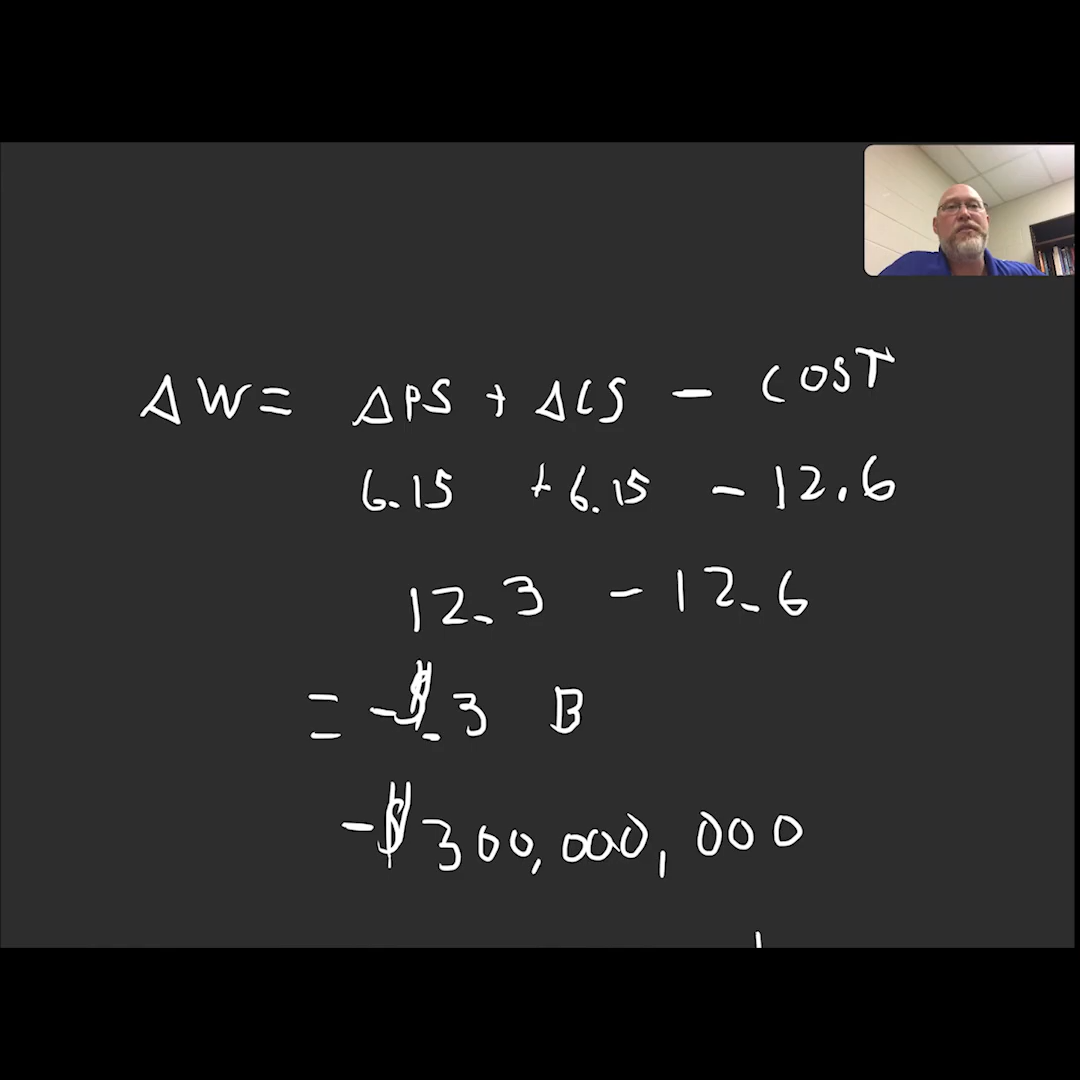 ΔW = ΔPS + ΔCS - COST
6.15 + 6.15 - 12.6
12.3 - 12.6
= -$.3 B
-$300,000,000